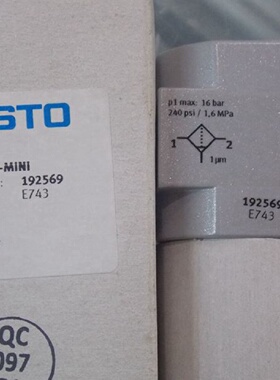 STO
-MINI
: 192569
E743
QC
097
p1 max: 16 bar
240 psi / 1,6 MPa
1 2
1µm
192569
E743